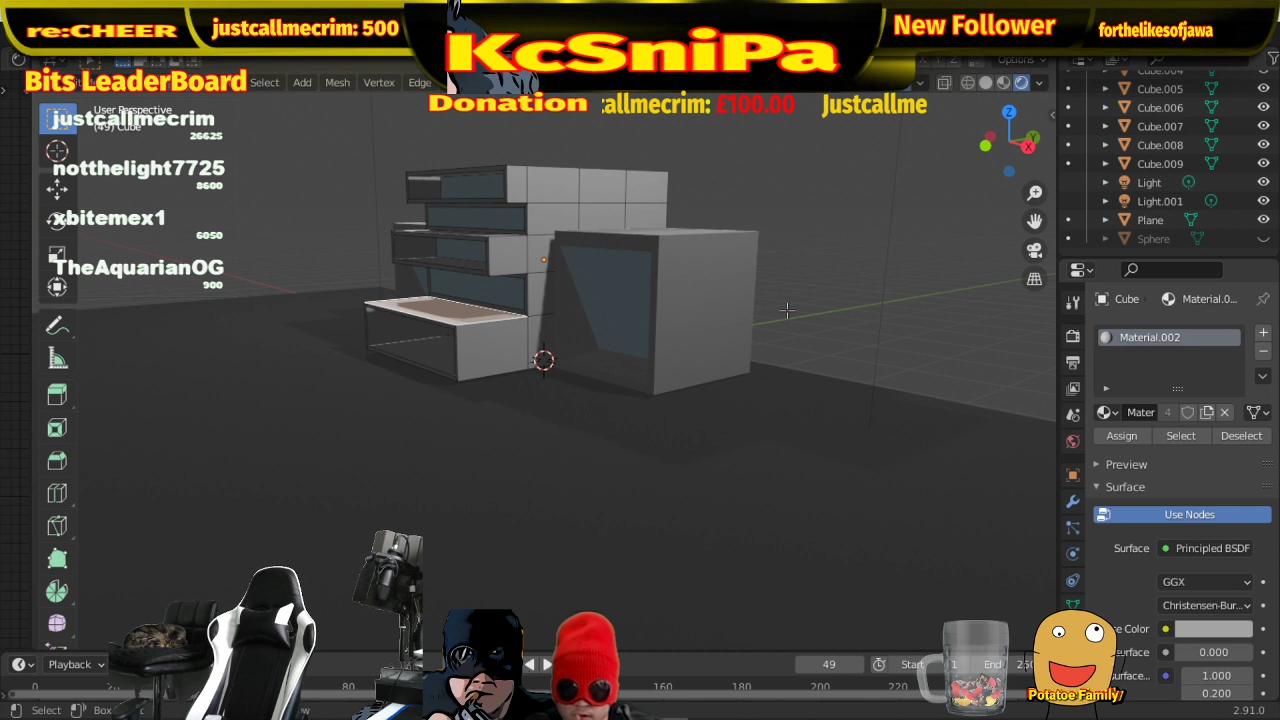 re:CHEER
justcallmecrim: 500
KcSniPa
New Follower
forthelikesofjawa
Bits LeaderBoard
Select Add Mesh Vertex Edge
Options
Donation
allmecrim: £100.00 Justcallme
User Perspective
(49) Cube
justcallmecrim
26625
notthelight7725
8600
xbitemex1
6050
TheAquarianOG
900
Z
Y
X
Cube.004
Cube.005
Cube.006
Cube.007
Cube.008
Cube.009
Light
Light.001
Plane
Sphere
Cube
Material.0...
Material.002
Mater
4
Assign
Select
Deselect
Preview
Surface
Use Nodes
Surface
Principled BSDF
GGX
Christensen-Bur...
Color
0.000
1.000
0.200
Playback
49
Start
1
End
0
80
160
180
200
220
Select
Box
Potatoe Family
2.91.0